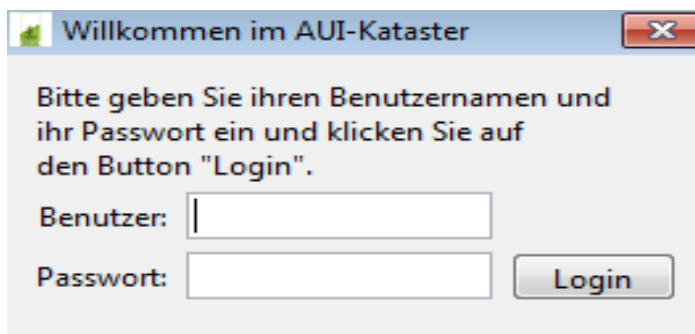 Willkommen im AUI-Kataster
Bitte geben Sie ihren Benutzernamen und
ihr Passwort ein und klicken Sie auf
den Button "Login".
Benutzer:
Passwort:
Login